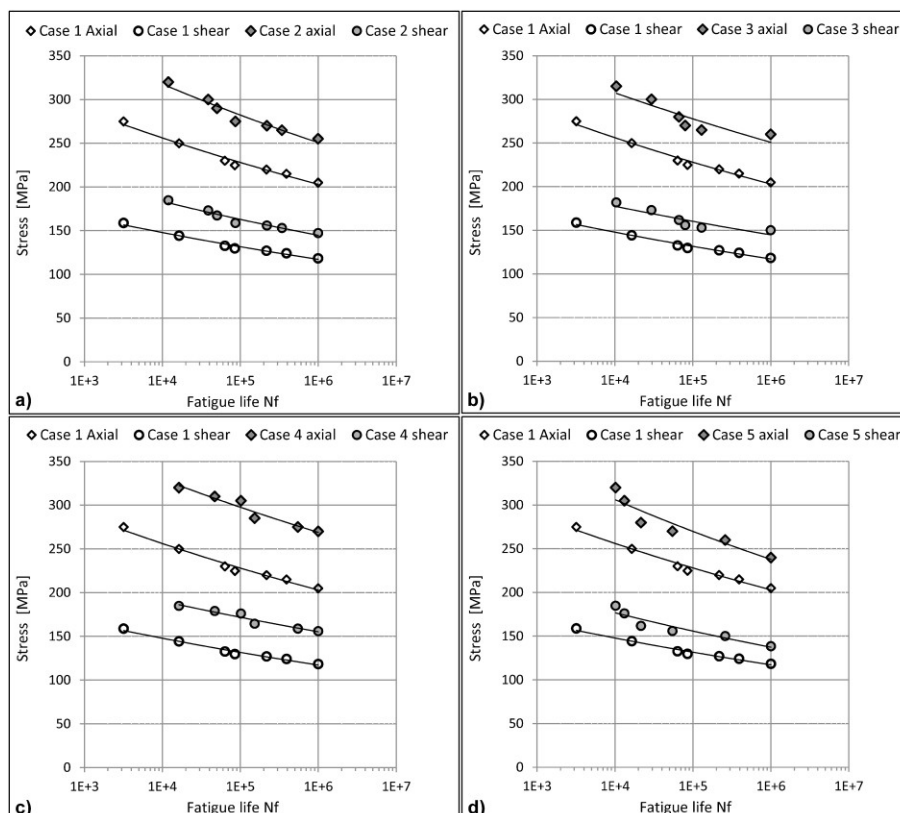 ◇ Case 1 Axial ○ Case 1 shear ◆ Case 2 axial ● Case 2 shear
350
300
250
200
150
100
50
0
Stress [MPa]
1E+3 1E+4 1E+5 1E+6 1E+7
Fatigue life Nf
a)
◇ Case 1 Axial ○ Case 1 shear ◆ Case 3 axial ● Case 3 shear
350
300
250
200
150
100
50
0
Stress [MPa]
1E+3 1E+4 1E+5 1E+6 1E+7
Fatigue life Nf
b)
◇ Case 1 Axial ○ Case 1 shear ◆ Case 4 axial ● Case 4 shear
350
300
250
200
150
100
50
0
Stress [MPa]
1E+3 1E+4 1E+5 1E+6 1E+7
Fatigue life Nf
c)
◇ Case 1 Axial ○ Case 1 shear ◆ Case 5 axial ● Case 5 shear
350
300
250
200
150
100
50
0
Stress [MPa]
1E+3 1E+4 1E+5 1E+6 1E+7
Fatigue life Nf
d)